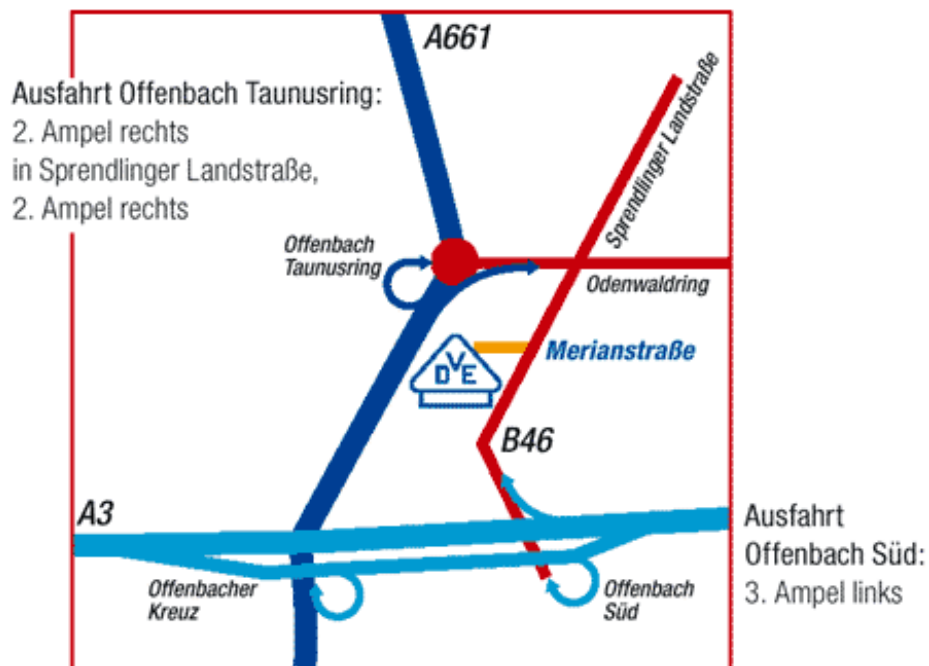 A661
Ausfahrt Offenbach Taunusring:
2. Ampel rechts
in Sprendlinger Landstraße,
2. Ampel rechts
Sprendlinger Landstraße
Offenbach
Taunusring
Odenwaldring
Merianstraße
DVE
B46
A3
Ausfahrt
Offenbach Süd:
3. Ampel links
Offenbacher
Kreuz
Offenbach
Süd